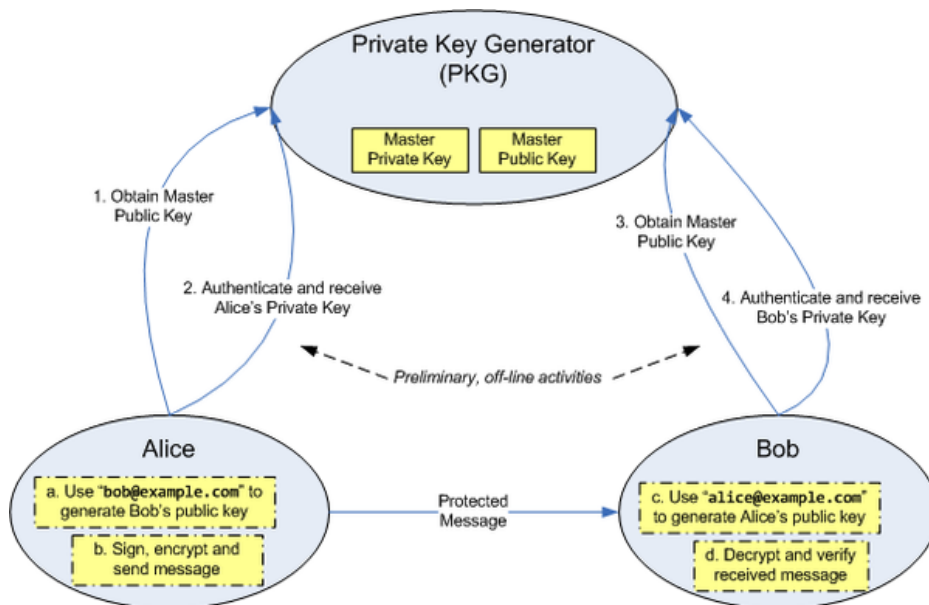 Private Key Generator
(PKG)
Master
Private Key
Master
Public Key
1. Obtain Master
Public Key
2. Authenticate and receive
Alice's Private Key
3. Obtain Master
Public Key
4. Authenticate and receive
Bob's Private Key
Preliminary, off-line activities
Alice
a. Use "bob@example.com" to
generate Bob's public key
b. Sign, encrypt and
send message
Protected
Message
Bob
c. Use "alice@example.com"
to generate Alice's public key
d. Decrypt and verify
received message